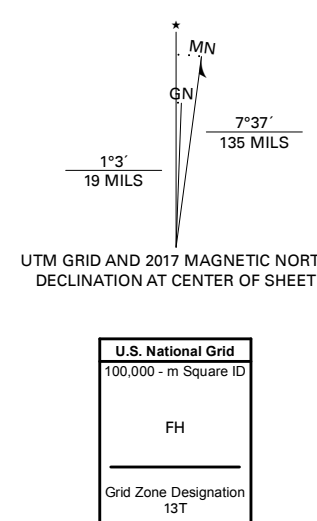 ★
MN
GN
7°37´
135 MILS
1°3´
19 MILS
UTM GRID AND 2017 MAGNETIC NORT
DECLINATION AT CENTER OF SHEET
U.S. National Grid
100,000 - m Square ID
FH
Grid Zone Designation
13T